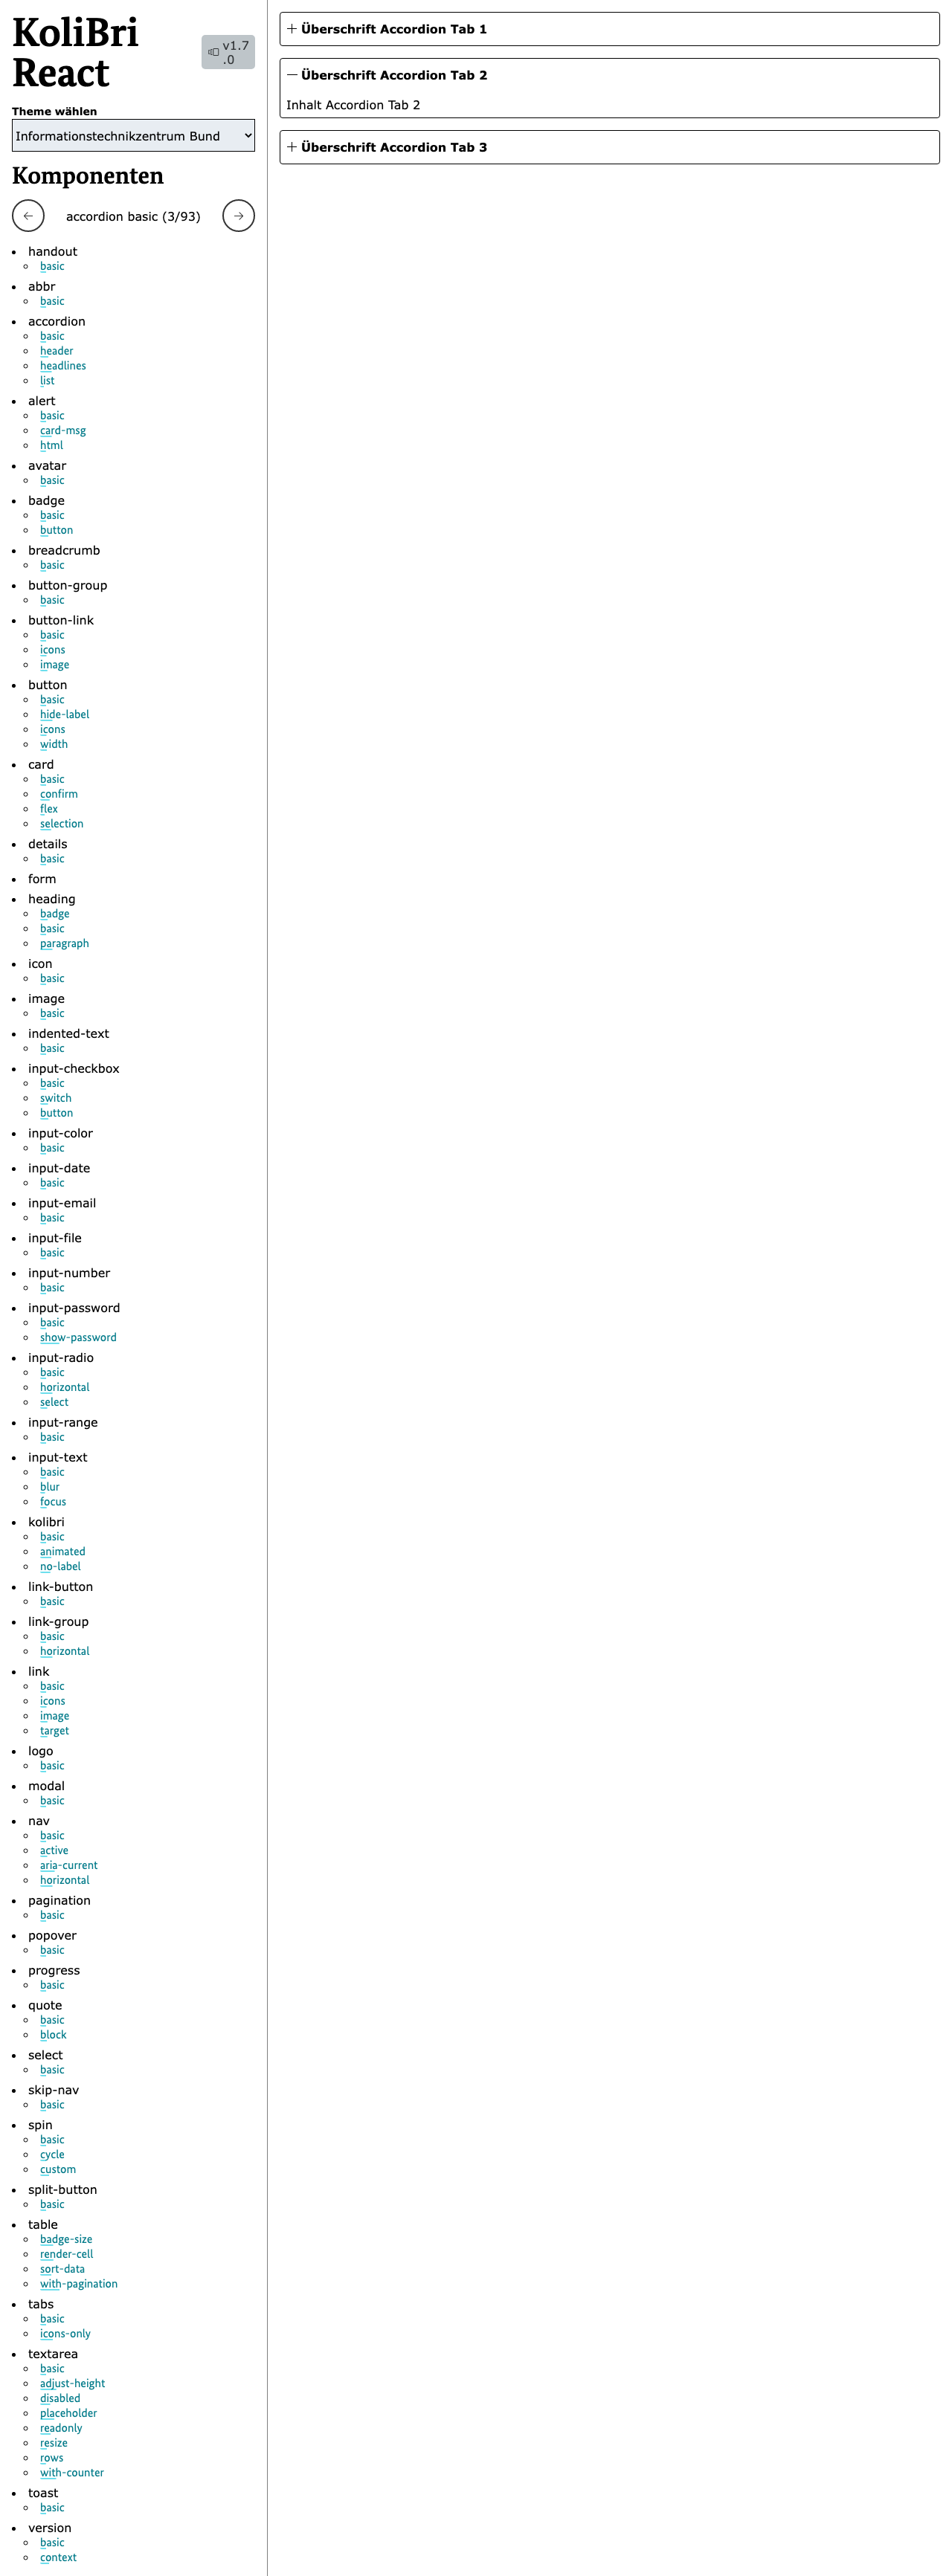 KoliBri
React
v1.7
.0
Theme wählen
Informationstechnikzentrum Bund
Komponenten
accordion basic (3/93)
handout
basic
abbr
basic
accordion
basic
header
headlines
list
alert
basic
card-msg
html
avatar
basic
badge
basic
button
breadcrumb
basic
button-group
basic
button-link
basic
icons
image
button
basic
hide-label
icons
width
card
basic
confirm
flex
selection
details
basic
form
heading
badge
basic
paragraph
icon
basic
image
basic
indented-text
basic
input-checkbox
basic
switch
button
input-color
basic
input-date
basic
input-email
basic
input-file
basic
input-number
basic
input-password
basic
show-password
input-radio
basic
horizontal
select
input-range
basic
input-text
basic
blur
focus
kolibri
basic
animated
no-label
link-button
basic
link-group
basic
horizontal
link
basic
icons
image
target
logo
basic
modal
basic
nav
basic
active
aria-current
horizontal
pagination
basic
popover
basic
progress
basic
quote
basic
block
select
basic
skip-nav
basic
spin
basic
cycle
custom
split-button
basic
table
badge-size
render-cell
sort-data
with-pagination
tabs
basic
icons-only
textarea
basic
adjust-height
disabled
placeholder
readonly
resize
rows
with-counter
toast
basic
version
basic
context
Überschrift Accordion Tab 1
Überschrift Accordion Tab 2
Inhalt Accordion Tab 2
Überschrift Accordion Tab 3